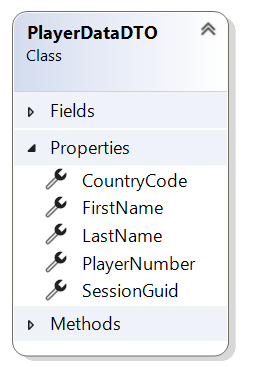 PlayerDataDTO
Class
Fields
Properties
CountryCode
FirstName
LastName
PlayerNumber
SessionGuid
Methods